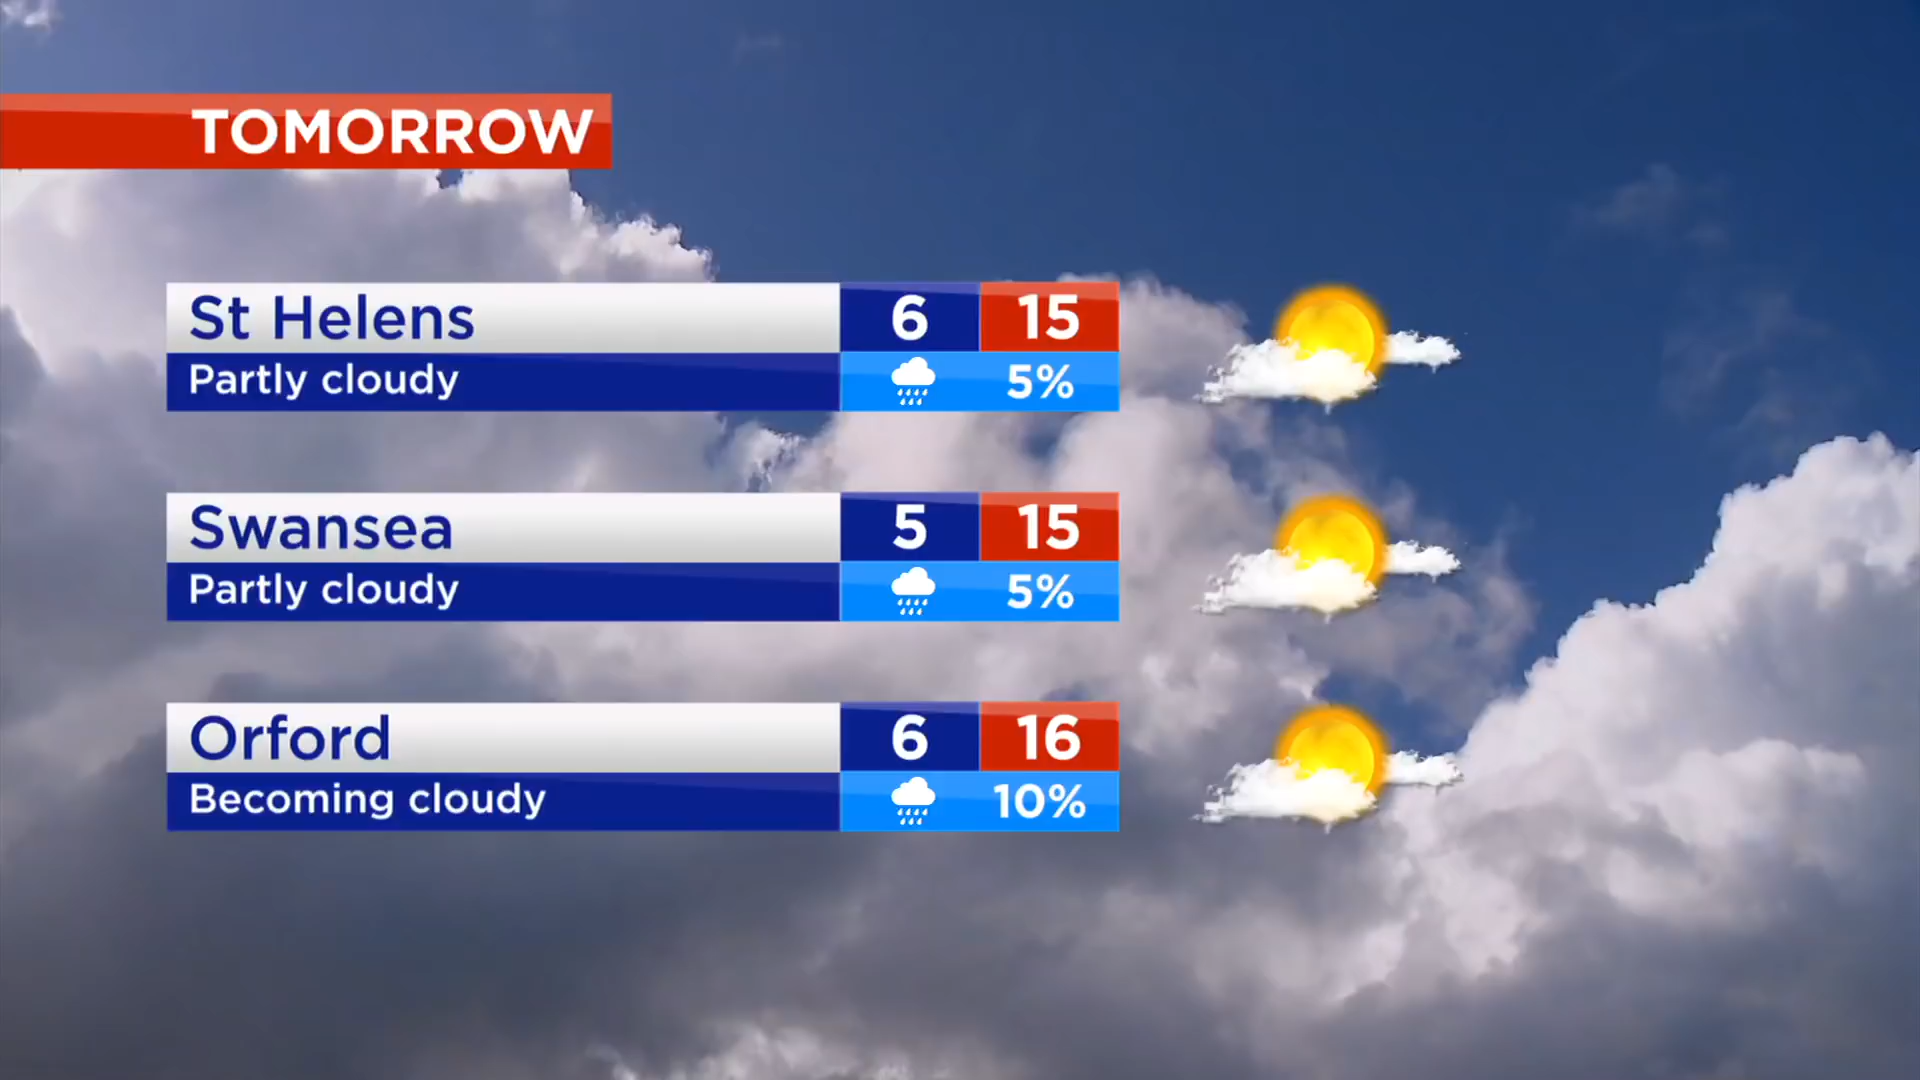 TOMORROW
St Helens 6 15
Partly cloudy 5%
Swansea 5 15
Partly cloudy 5%
Orford 6 16
Becoming cloudy 10%